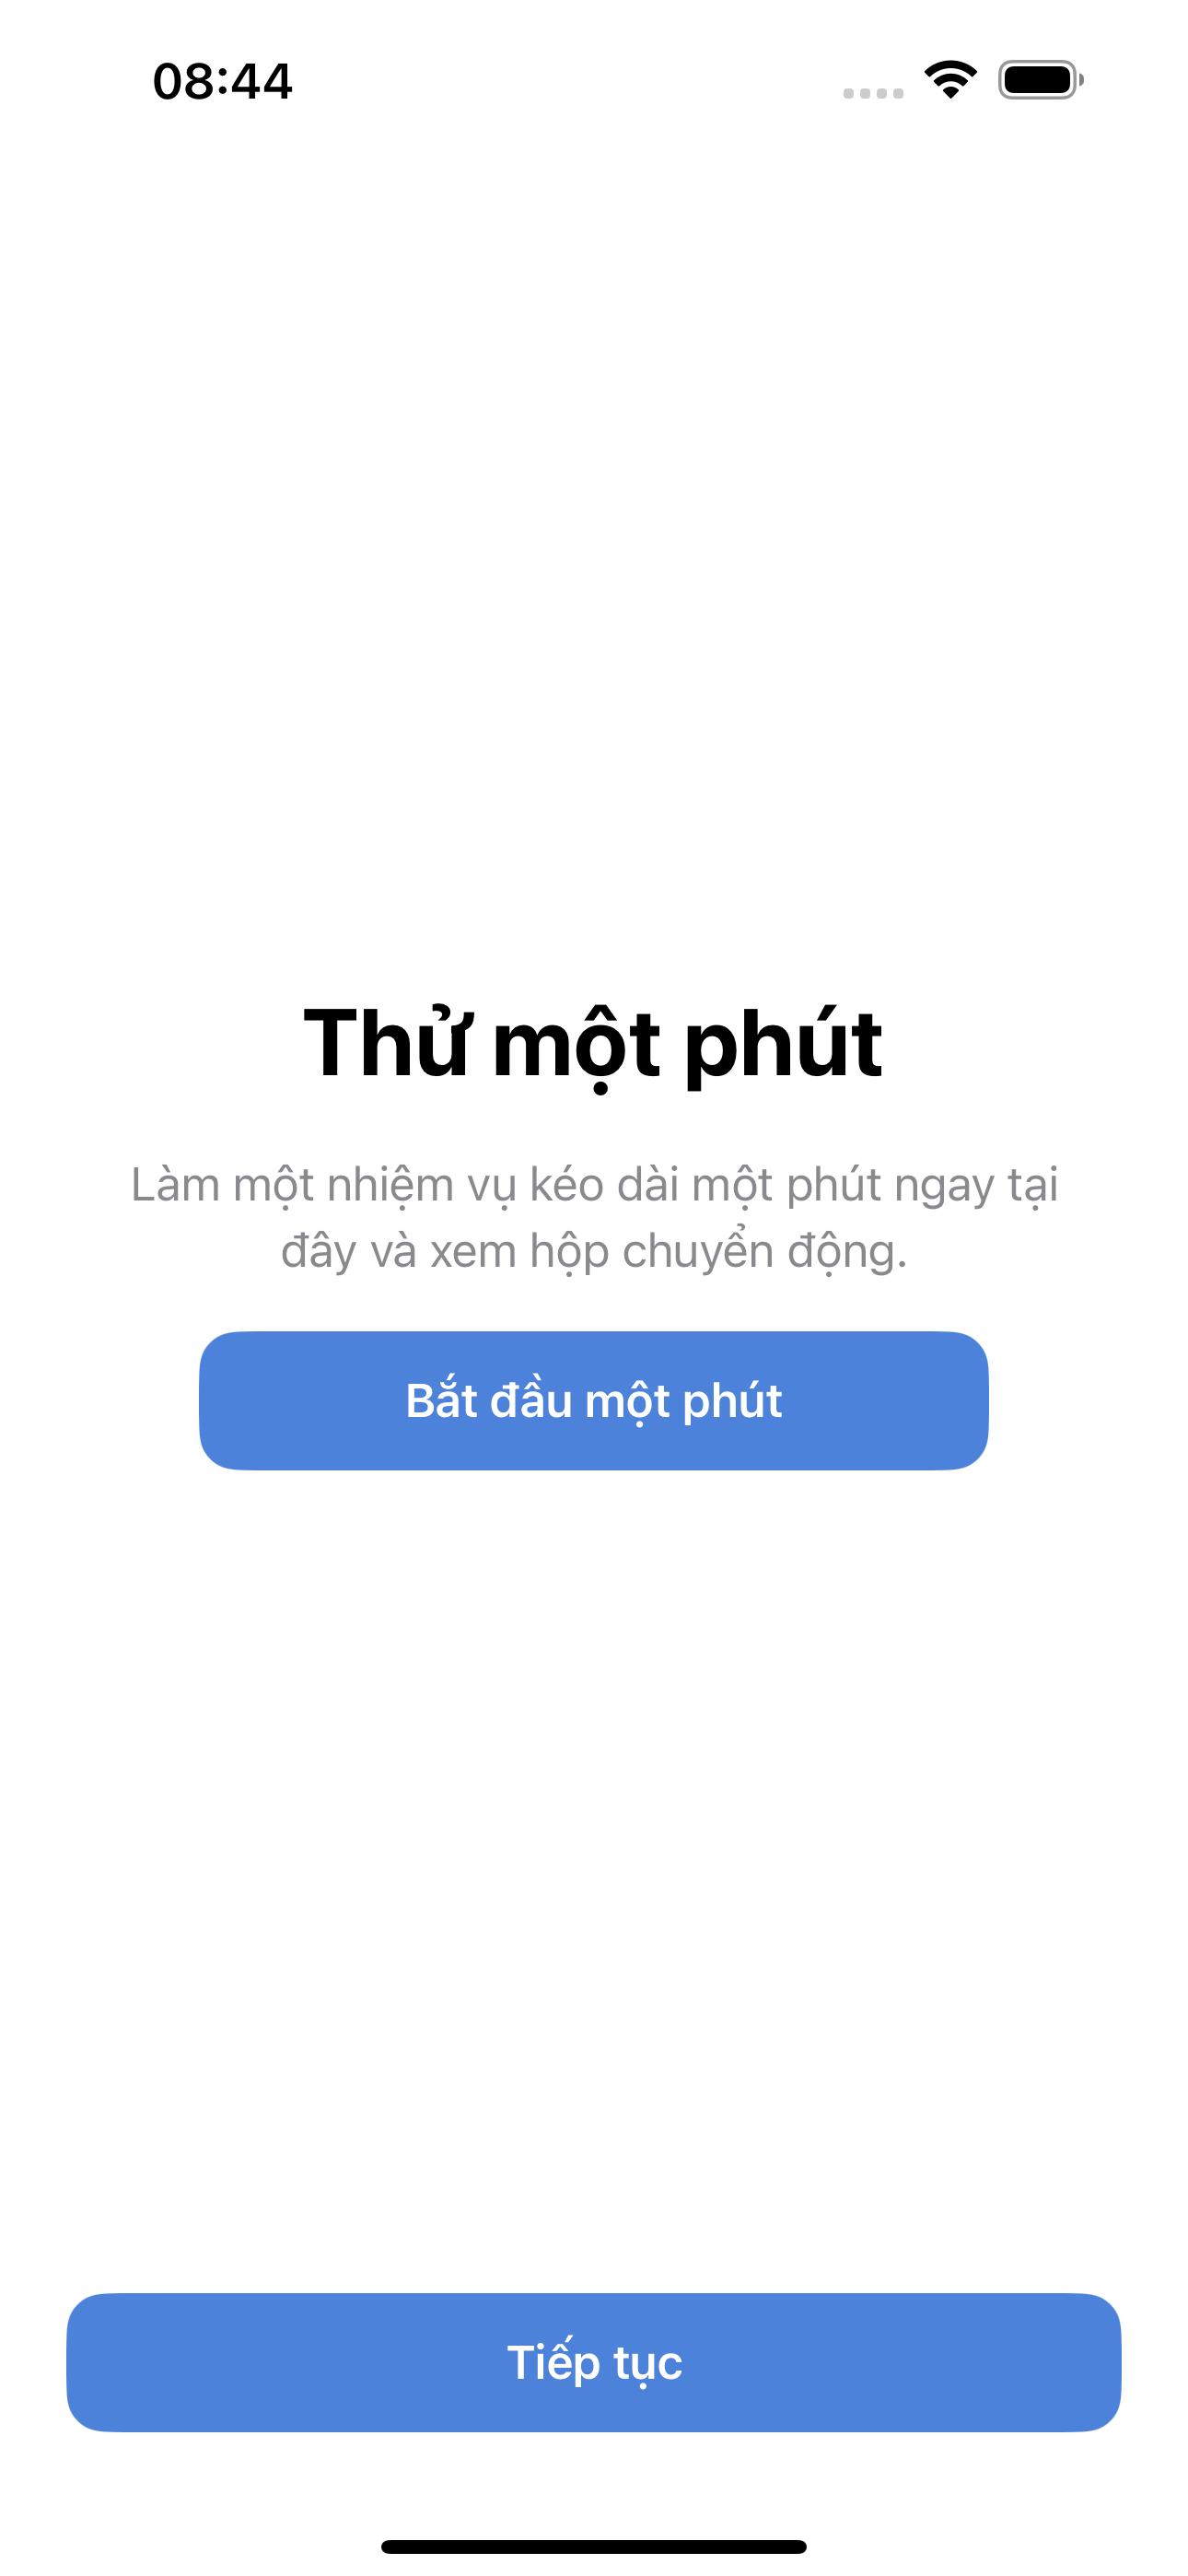 08:44
Thử một phút
Làm một nhiệm vụ kéo dài một phút ngay tại
đây và xem hộp chuyển động.
Bắt đầu một phút
Tiếp tục